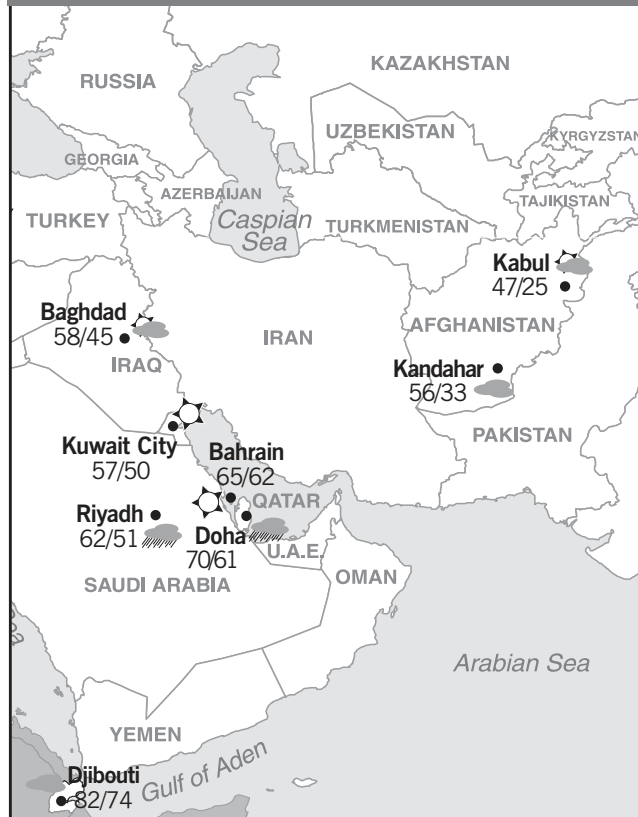 KAZAKHSTAN
RUSSIA
UZBEKISTAN
KYRGYZSTAN
GEORGIA
AZERBAIJAN
TAJIKISTAN
TURKEY
Caspian
Sea
TURKMENISTAN
Kabul
47/25
Baghdad
58/45
IRAN
AFGHANISTAN
IRAQ
Kandahar
56/33
PAKISTAN
Kuwait City
57/50
Bahrain
65/62
QATAR
Riyadh
62/51
Doha
70/61
U.A.E.
SAUDI ARABIA
OMAN
Arabian Sea
YEMEN
Gulf of Aden
Djibouti
82/74